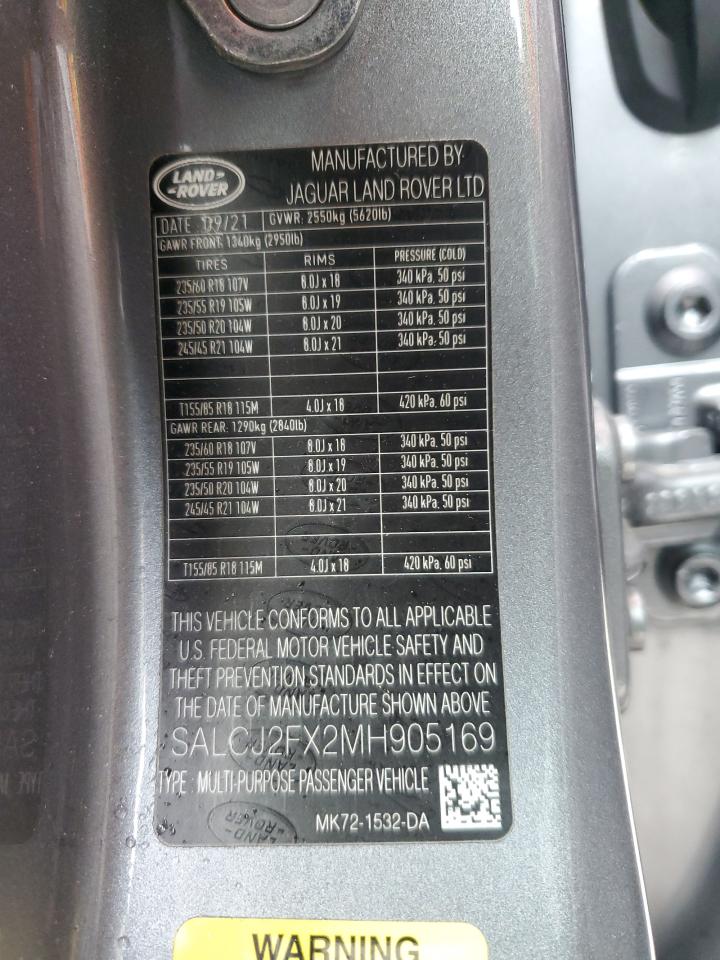 LAND-
-ROVER
MANUFACTURED BY
JAGUAR LAND ROVER LTD
DATE 09/21 GVWR: 2550kg (5620lb)
GAWR FRONT: 1340kg (2950lb)
TIRES RIMS PRESSURE (COLD)
235/60 R18 107V 8.0J x 18 340 kPa, 50 psi
235/55 R19 105W 8.0J x 19 340 kPa, 50 psi
235/50 R20 104W 8.0J x 20 340 kPa, 50 psi
245/45 R21 104W 8.0J x 21 340 kPa, 50 psi
T155/85 R18 115M 4.0J x 18 420 kPa, 60 psi
GAWR REAR: 1290kg (2840lb)
235/60 R18 107V 8.0J x 18 340 kPa, 50 psi
235/55 R19 105W 8.0J x 19 340 kPa, 50 psi
235/50 R20 104W 8.0J x 20 340 kPa, 50 psi
245/45 R21 104W 8.0J x 21 340 kPa, 50 psi
T155/85 R18 115M 4.0J x 18 420 kPa, 60 psi
THIS VEHICLE CONFORMS TO ALL APPLICABLE
U.S. FEDERAL MOTOR VEHICLE SAFETY AND
THEFT PREVENTION STANDARDS IN EFFECT ON
THE DATE OF MANUFACTURE SHOWN ABOVE
SALCJ2FX2MH905169
TYPE : MULTI-PURPOSE PASSENGER VEHICLE
LAND-
-ROVER
MK72-1532-DA
WARNING